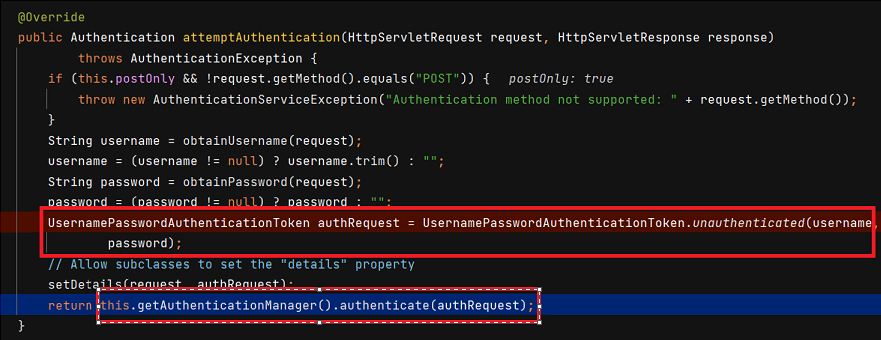 @Override
public Authentication attemptAuthentication(HttpServletRequest request, HttpServletResponse response)
        throws AuthenticationException {
    if (this.postOnly && !request.getMethod().equals("POST")) {  postOnly: true
        throw new AuthenticationServiceException("Authentication method not supported: " + request.getMethod());
    }
    String username = obtainUsername(request);
    username = (username != null) ? username.trim() : "";
    String password = obtainPassword(request);
    password = (password != null) ? password : "";
    UsernamePasswordAuthenticationToken authRequest = UsernamePasswordAuthenticationToken.unauthenticated(username,
            password);
    // Allow subclasses to set the "details" property
    setDetails(request, authRequest);
    return this.getAuthenticationManager().authenticate(authRequest);
}